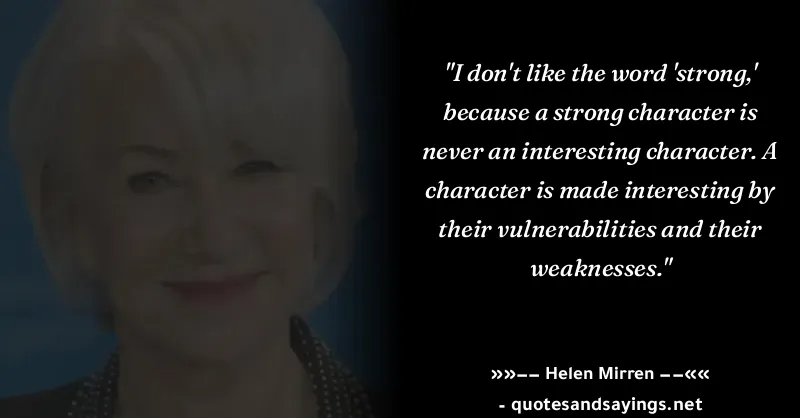 "I don't like the word 'strong,'
because a strong character is
never an interesting character. A
character is made interesting by
their vulnerabilities and their
weaknesses."
»»−− Helen Mirren −−««
- quotesandsayings.net